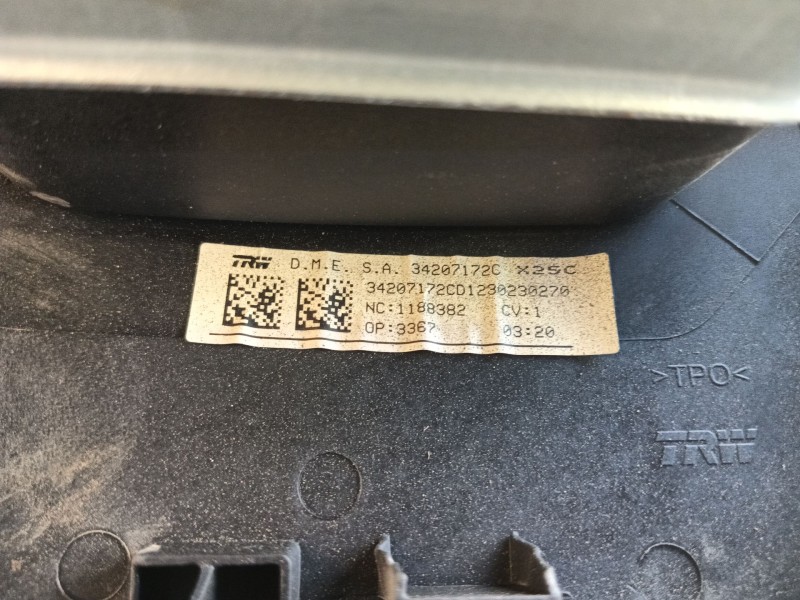 TRW D.M.E. S.A. 34207172C X25C
34207172CD1230230270
NC:1188382 CV:1
OP:3367 03:20
>TPO<
TRW